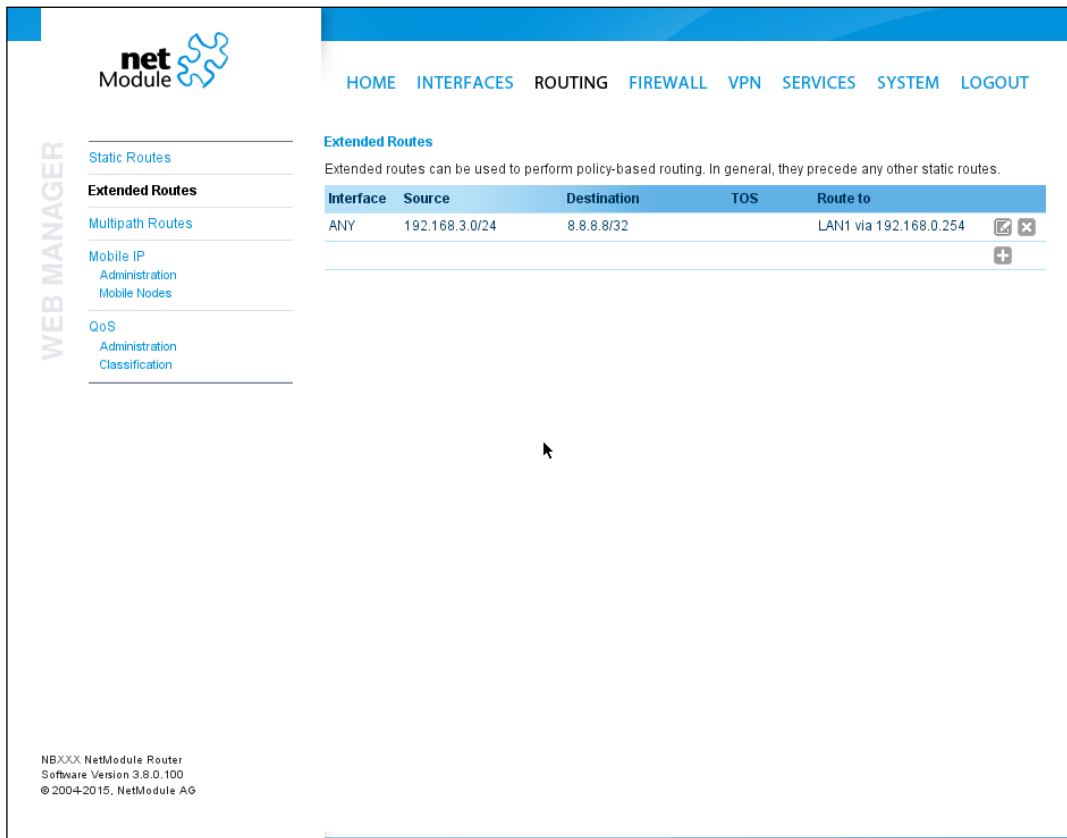 net
Module
HOME INTERFACES ROUTING FIREWALL VPN SERVICES SYSTEM LOGOUT
WEB MANAGER
Static Routes
Extended Routes
Multipath Routes
Mobile IP
Administration
Mobile Nodes
QoS
Administration
Classification
Extended Routes
Extended routes can be used to perform policy-based routing. In general, they precede any other static routes.
Interface Source Destination TOS Route to
ANY 192.168.3.0/24 8.8.8.8/32 LAN1 via 192.168.0.254
NBXXX NetModule Router
Software Version 3.8.0.100
© 2004-2015, NetModule AG